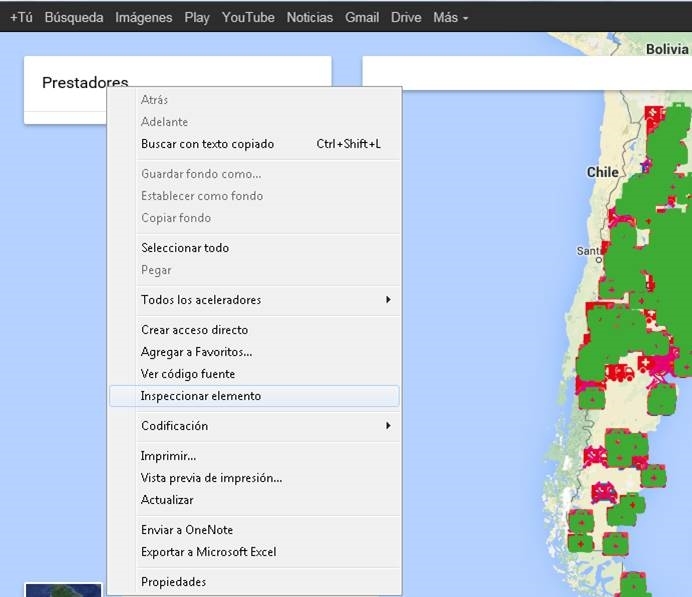 +Tú Búsqueda Imágenes Play YouTube Noticias Gmail Drive Más
Bolivia
Prestadores
Atrás
Adelante
Buscar con texto copiado Ctrl+Shift+L
Guardar fondo como...
Establecer como fondo
Copiar fondo
Seleccionar todo
Pegar
Todos los aceleradores
Crear acceso directo
Agregar a Favoritos...
Ver código fuente
Inspeccionar elemento
Codificación
Imprimir...
Vista previa de impresión...
Actualizar
Enviar a OneNote
Exportar a Microsoft Excel
Propiedades
Chile
Santi